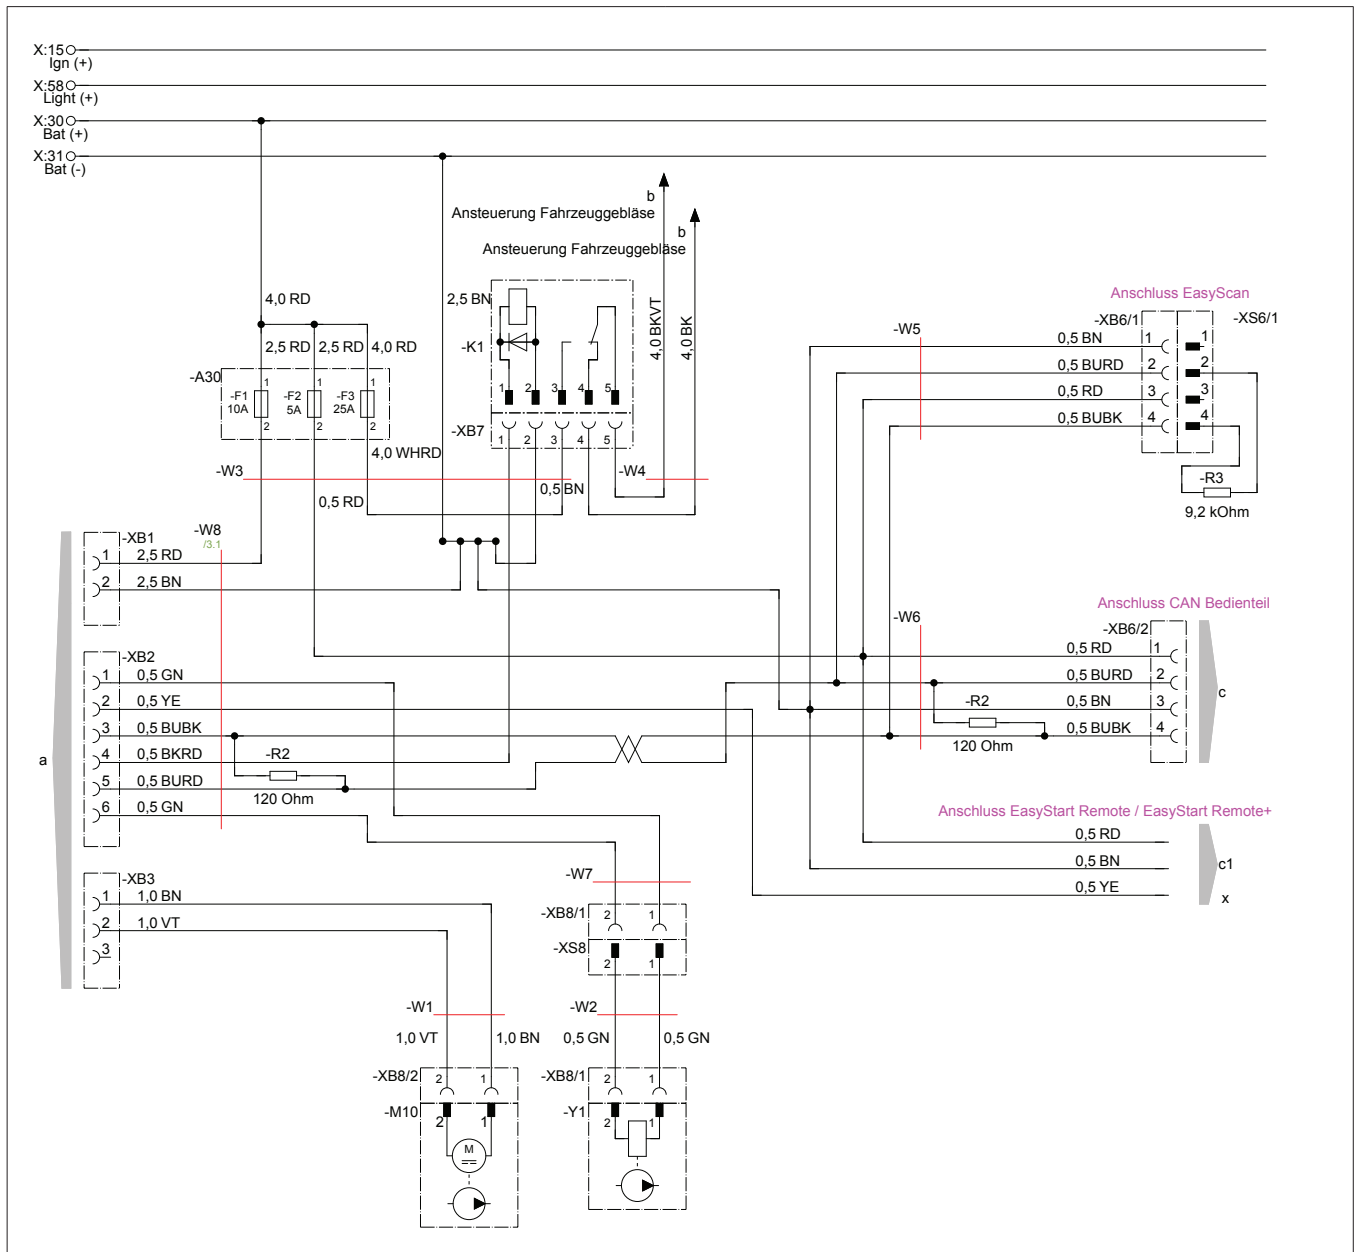 X:15
Ign (+)
X:58
Light (+)
X:30
Bat (+)
X:31
Bat (-)
b
Ansteuerung Fahrzeuggebläse
b
Ansteuerung Fahrzeuggebläse
4,0 BKVT
4,0 BK
4,0 RD
2,5 RD 2,5 RD 4,0 RD
-A30
1 1 1
-F1 10A
-F2 5A
-F3 25A
2 2 2
4,0 WHRD
2,5 BN
-K1
1 2 3 4 5
-XB7
1 2 3 4 5
-W3
-W4
0,5 RD
0,5 BN
Anschluss EasyScan
-XB6/1
-XS6/1
-W5
0,5 BN 1 1
0,5 BURD 2 2
0,5 RD 3 3
0,5 BUBK 4 4
-R3
9,2 kOhm
-W8
/3.1
-XB1
1 2,5 RD
2 2,5 BN
Anschluss CAN Bedienteil
-W6
-XB6/2
0,5 RD 1
0,5 BURD 2
0,5 BN 3
0,5 BUBK 4
c
-R2
120 Ohm
-XB2
1 0,5 GN
2 0,5 YE
3 0,5 BUBK
4 0,5 BKRD
5 0,5 BURD
6 0,5 GN
-R2
120 Ohm
a
Anschluss EasyStart Remote / EasyStart Remote+
0,5 RD
0,5 BN
0,5 YE
c1
x
-XB3
1 1,0 BN
2 1,0 VT
3
-W7
-XB8/1
2 1
-XS8
2 1
-W1
-W2
1,0 VT 1,0 BN
0,5 GN 0,5 GN
-XB8/2
2 1
-M10
2 1
M
-XB8/1
2 1
-Y1
2 1